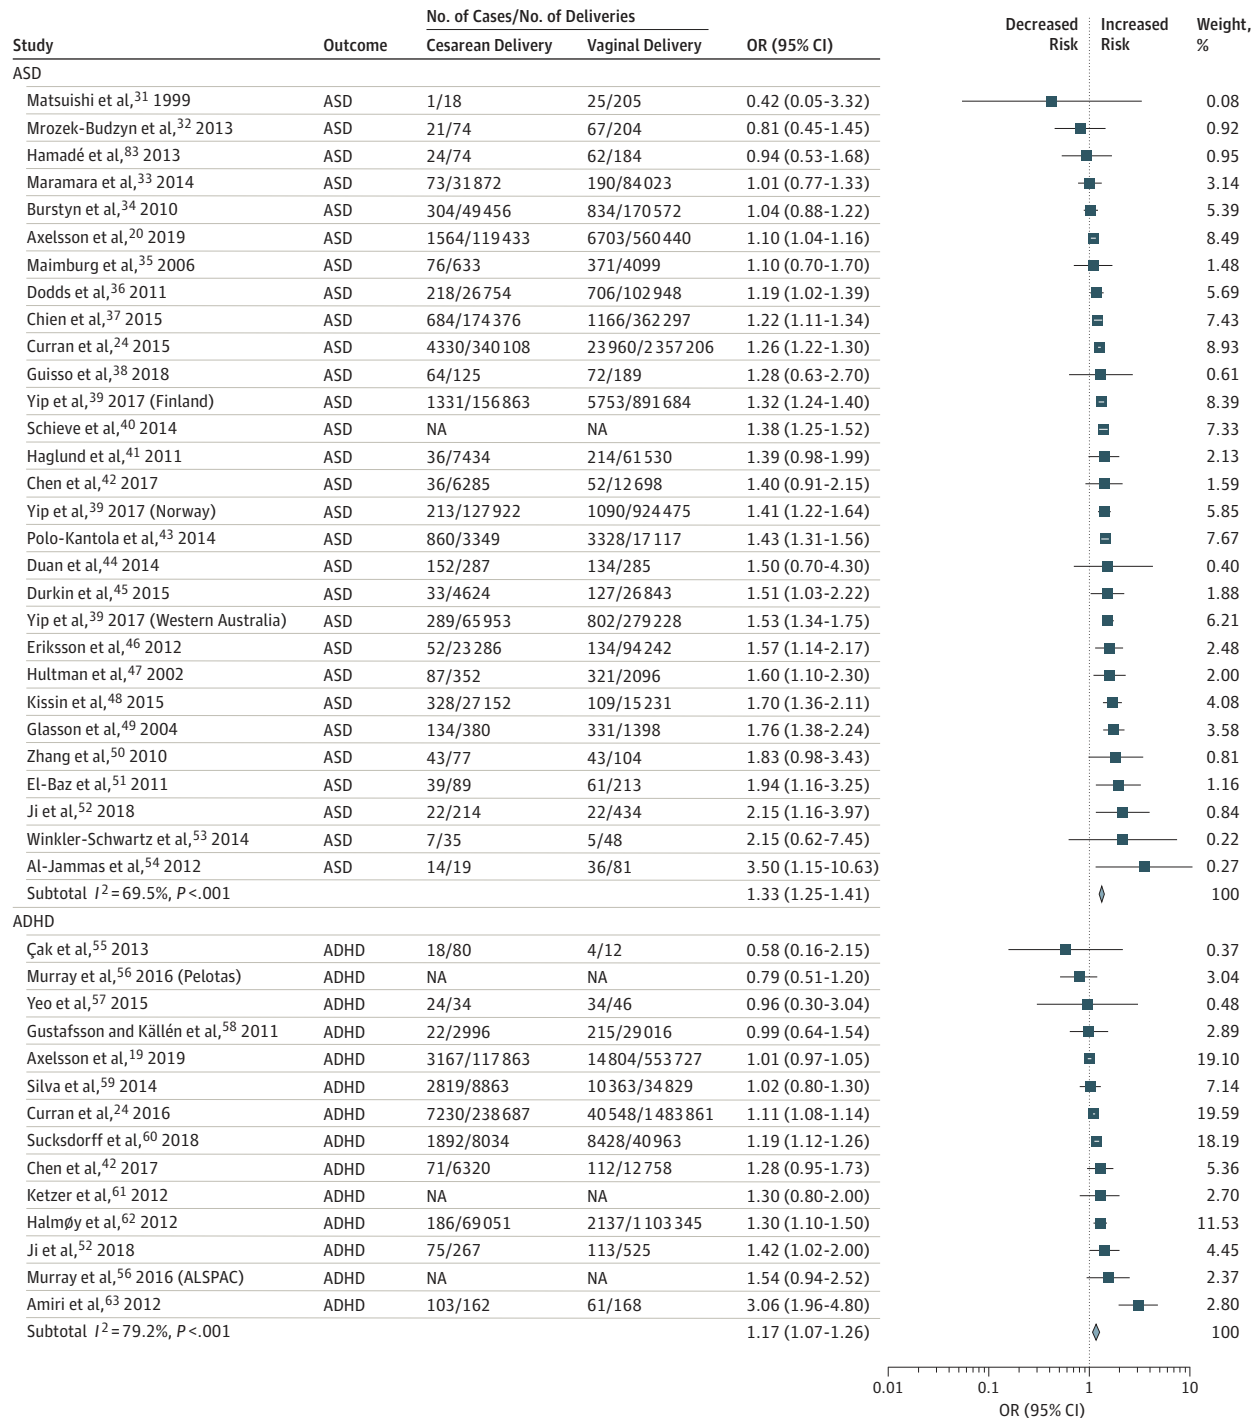 No. of Cases/No. of Deliveries
Decreased Risk Increased Risk Weight, %
Study Outcome Cesarean Delivery Vaginal Delivery OR (95% CI)
ASD
Matsuishi et al,31 1999 ASD 1/18 25/205 0.42 (0.05-3.32) 0.08
Mrozek-Budzyn et al,32 2013 ASD 21/74 67/204 0.81 (0.45-1.45) 0.92
Hamadé et al,83 2013 ASD 24/74 62/184 0.94 (0.53-1.68) 0.95
Maramara et al,33 2014 ASD 73/31872 190/84023 1.01 (0.77-1.33) 3.14
Burstyn et al,34 2010 ASD 304/49456 834/170572 1.04 (0.88-1.22) 5.39
Axelsson et al,20 2019 ASD 1564/119433 6703/560440 1.10 (1.04-1.16) 8.49
Maimburg et al,35 2006 ASD 76/633 371/4099 1.10 (0.70-1.70) 1.48
Dodds et al,36 2011 ASD 218/26754 706/102948 1.19 (1.02-1.39) 5.69
Chien et al,37 2015 ASD 684/174376 1166/362297 1.22 (1.11-1.34) 7.43
Curran et al,24 2015 ASD 4330/340108 23960/2357206 1.26 (1.22-1.30) 8.93
Guisso et al,38 2018 ASD 64/125 72/189 1.28 (0.63-2.70) 0.61
Yip et al,39 2017 (Finland) ASD 1331/156863 5753/891684 1.32 (1.24-1.40) 8.39
Schieve et al,40 2014 ASD NA NA 1.38 (1.25-1.52) 7.33
Haglund et al,41 2011 ASD 36/7434 214/61530 1.39 (0.98-1.99) 2.13
Chen et al,42 2017 ASD 36/6285 52/12698 1.40 (0.91-2.15) 1.59
Yip et al,39 2017 (Norway) ASD 213/127922 1090/924475 1.41 (1.22-1.64) 5.85
Polo-Kantola et al,43 2014 ASD 860/3349 3328/17117 1.43 (1.31-1.56) 7.67
Duan et al,44 2014 ASD 152/287 134/285 1.50 (0.70-4.30) 0.40
Durkin et al,45 2015 ASD 33/4624 127/26843 1.51 (1.03-2.22) 1.88
Yip et al,39 2017 (Western Australia) ASD 289/65953 802/279228 1.53 (1.34-1.75) 6.21
Eriksson et al,46 2012 ASD 52/23286 134/94242 1.57 (1.14-2.17) 2.48
Hultman et al,47 2002 ASD 87/352 321/2096 1.60 (1.10-2.30) 2.00
Kissin et al,48 2015 ASD 328/27152 109/15231 1.70 (1.36-2.11) 4.08
Glasson et al,49 2004 ASD 134/380 331/1398 1.76 (1.38-2.24) 3.58
Zhang et al,50 2010 ASD 43/77 43/104 1.83 (0.98-3.43) 0.81
El-Baz et al,51 2011 ASD 39/89 61/213 1.94 (1.16-3.25) 1.16
Ji et al,52 2018 ASD 22/214 22/434 2.15 (1.16-3.97) 0.84
Winkler-Schwartz et al,53 2014 ASD 7/35 5/48 2.15 (0.62-7.45) 0.22
Al-Jammas et al,54 2012 ASD 14/19 36/81 3.50 (1.15-10.63) 0.27
Subtotal I2=69.5%, P<.001 1.33 (1.25-1.41) 100
ADHD
Çak et al,55 2013 ADHD 18/80 4/12 0.58 (0.16-2.15) 0.37
Murray et al,56 2016 (Pelotas) ADHD NA NA 0.79 (0.51-1.20) 3.04
Yeo et al,57 2015 ADHD 24/34 34/46 0.96 (0.30-3.04) 0.48
Gustafsson and Källén et al,58 2011 ADHD 22/2996 215/29016 0.99 (0.64-1.54) 2.89
Axelsson et al,19 2019 ADHD 3167/117863 14804/553727 1.01 (0.97-1.05) 19.10
Silva et al,59 2014 ADHD 2819/8863 10363/34829 1.02 (0.80-1.30) 7.14
Curran et al,24 2016 ADHD 7230/238687 40548/1483861 1.11 (1.08-1.14) 19.59
Sucksdorff et al,60 2018 ADHD 1892/8034 8428/40963 1.19 (1.12-1.26) 18.19
Chen et al,42 2017 ADHD 71/6320 112/12758 1.28 (0.95-1.73) 5.36
Ketzer et al,61 2012 ADHD NA NA 1.30 (0.80-2.00) 2.70
Halmøy et al,62 2012 ADHD 186/69051 2137/1103345 1.30 (1.10-1.50) 11.53
Ji et al,52 2018 ADHD 75/267 113/525 1.42 (1.02-2.00) 4.45
Murray et al,56 2016 (ALSPAC) ADHD NA NA 1.54 (0.94-2.52) 2.37
Amiri et al,63 2012 ADHD 103/162 61/168 3.06 (1.96-4.80) 2.80
Subtotal I2=79.2%, P<.001 1.17 (1.07-1.26) 100
0.01 0.1 1 10
OR (95% CI)